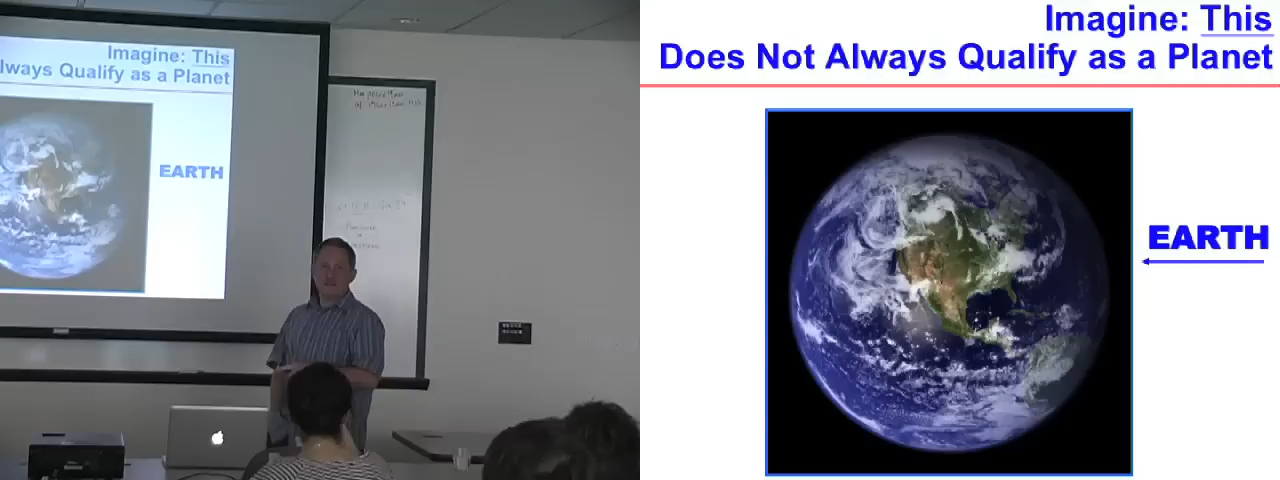 Imagine: This
lways Qualify as a Planet
EARTH
Imagine: This
Does Not Always Qualify as a Planet
EARTH